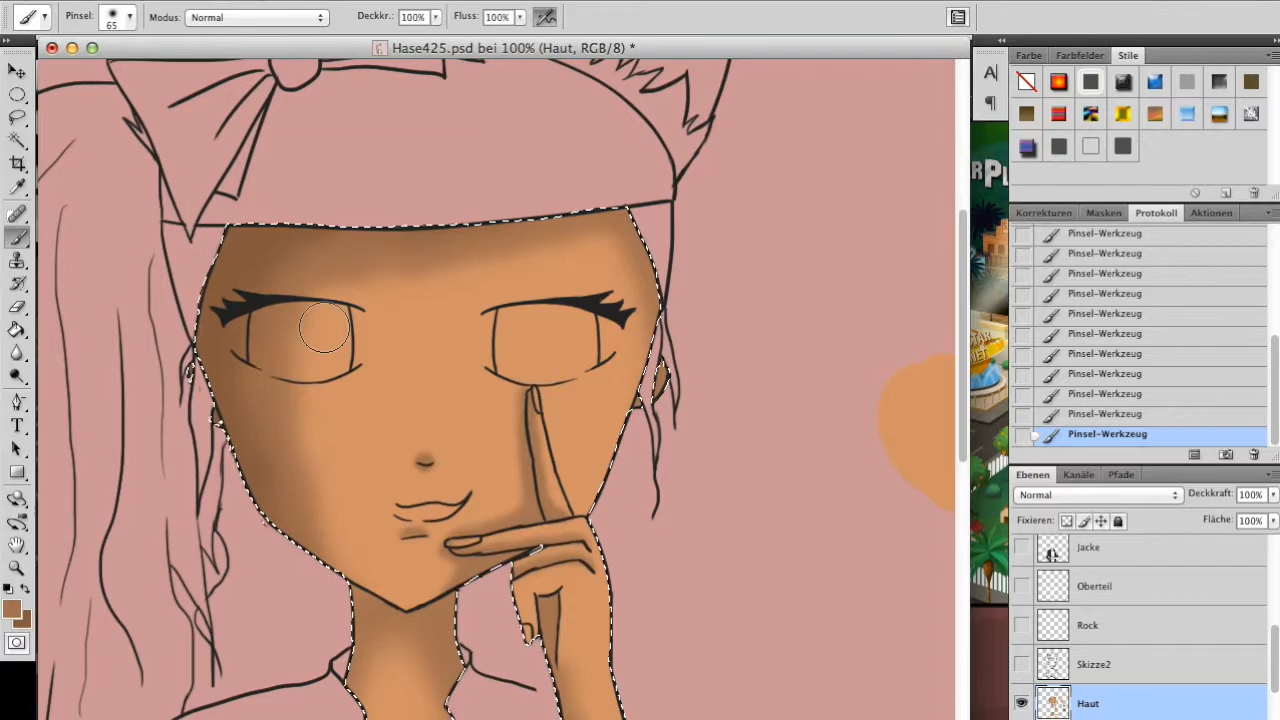 Pinsel: 65 Modus: Normal Deckkr.: 100% Fluss: 100%
Hase425.psd bei 100% (Haut, RGB/8) *
Farbe Farbfelder Stile
Korrekturen Masken Protokoll Aktionen
Pinsel-Werkzeug
Pinsel-Werkzeug
Pinsel-Werkzeug
Pinsel-Werkzeug
Pinsel-Werkzeug
Pinsel-Werkzeug
Pinsel-Werkzeug
Pinsel-Werkzeug
Pinsel-Werkzeug
Pinsel-Werkzeug
Pinsel-Werkzeug
Ebenen Kanäle Pfade
Normal Deckkraft: 100%
Fixieren: Fläche: 100%
Jacke
Oberteil
Rock
Skizze2
Haut